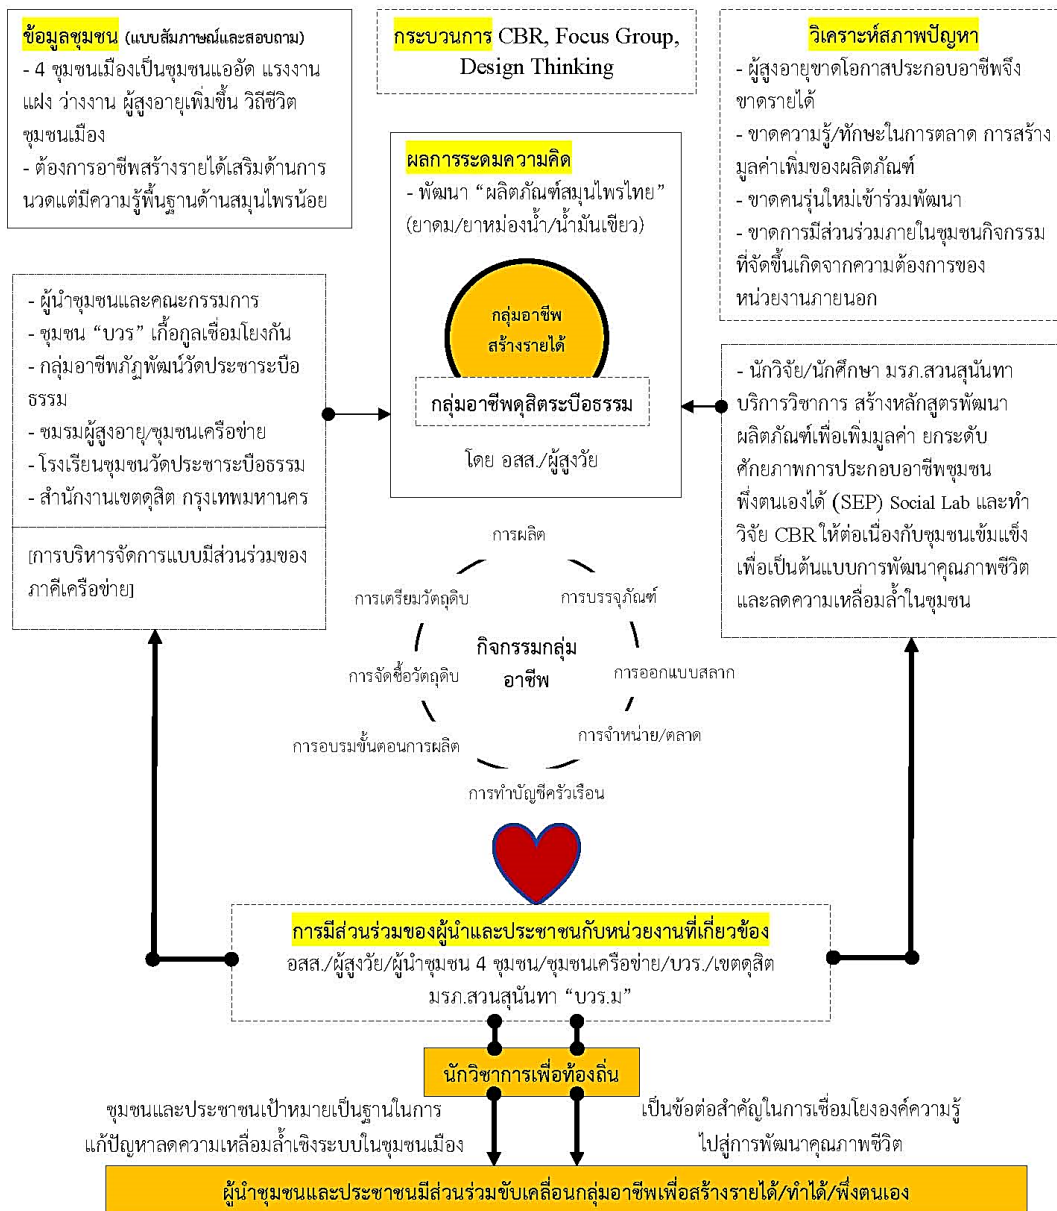 ข้อมูลชุมชน (แบบสัมภาษณ์และสอบถาม)
- 4 ชุมชนเมืองเป็นชุมชนแออัด แรงงาน
แฝง ว่างงาน ผู้สูงอายุเพิ่มขึ้น วิถีชีวิต
ชุมชนเมือง
- ต้องการอาชีพสร้างรายได้เสริมด้านการ
นวดแต่มีความรู้พื้นฐานด้านสมุนไพรน้อย
กระบวนการ CBR, Focus Group,
Design Thinking
วิเคราะห์สภาพปัญหา
- ผู้สูงอายุขาดโอกาสประกอบอาชีพจึง
ขาดรายได้
- ขาดความรู้/ทักษะในการตลาด การสร้าง
มูลค่าเพิ่มของผลิตภัณฑ์
- ขาดคนรุ่นใหม่เข้าร่วมพัฒนา
- ขาดการมีส่วนร่วมภายในชุมชนกิจกรรม
ที่จัดขึ้นเกิดจากความต้องการของ
หน่วยงานภายนอก
ผลการระดมความคิด
- พัฒนา “ผลิตภัณฑ์สมุนไพรไทย”
(ยาดม/ยาหม่องน้ำ/น้ำมันเขียว)
กลุ่มอาชีพ
สร้างรายได้
กลุ่มอาชีพดุสิตระบือธรรม
โดย อสส./ผู้สูงวัย
- ผู้นำชุมชนและคณะกรรมการ
- ชุมชน “บวร” เกื้อกูลเชื่อมโยงกัน
- กลุ่มอาชีพภัฏพัฒน์วัดประชาระบือ
ธรรม
- ชมรมผู้สูงอายุ/ชุมชนเครือข่าย
- โรงเรียนชุมชนวัดประชาระบือธรรม
- สำนักงานเขตดุสิต กรุงเทพมหานคร
[การบริหารจัดการแบบมีส่วนร่วมของ
ภาคีเครือข่าย]
- นักวิจัย/นักศึกษา มรภ.สวนสุนันทา
บริการวิชาการ สร้างหลักสูตรพัฒนา
ผลิตภัณฑ์เพื่อเพิ่มมูลค่า ยกระดับ
ศักยภาพการประกอบอาชีพชุมชน
พึ่งตนเองได้ (SEP) Social Lab และทำ
วิจัย CBR ให้ต่อเนื่องกับชุมชนเข้มแข็ง
เพื่อเป็นต้นแบบการพัฒนาคุณภาพชีวิต
และลดความเหลื่อมล้ำในชุมชน
การผลิต
การเตรียมวัตถุดิบ
การบรรจุภัณฑ์
กิจกรรมกลุ่ม
อาชีพ
การจัดซื้อวัตถุดิบ
การออกแบบสลาก
การอบรมขั้นตอนการผลิต
การจำหน่าย/ตลาด
การทำบัญชีครัวเรือน
การมีส่วนร่วมของผู้นำและประชาชนกับหน่วยงานที่เกี่ยวข้อง
อสส./ผู้สูงวัย/ผู้นำชุมชน 4 ชุมชน/ชุมชนเครือข่าย/บวร./เขตดุสิต
มรภ.สวนสุนันทา “บวร.ม”
นักวิชาการเพื่อท้องถิ่น
ชุมชนและประชาชนเป้าหมายเป็นฐานในการ
แก้ปัญหาลดความเหลื่อมล้ำเชิงระบบในชุมชนเมือง
เป็นข้อต่อสำคัญในการเชื่อมโยงองค์ความรู้
ไปสู่การพัฒนาคุณภาพชีวิต
ผู้นำชุมชนและประชาชนมีส่วนร่วมขับเคลื่อนกลุ่มอาชีพเพื่อสร้างรายได้/ทำได้/พึ่งตนเอง